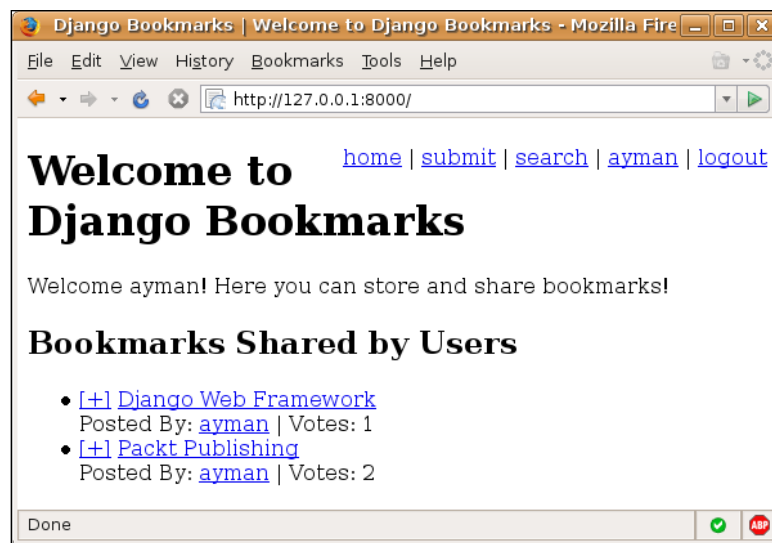 Django Bookmarks | Welcome to Django Bookmarks - Mozilla Fire
File Edit View History Bookmarks Tools Help
http://127.0.0.1:8000/
home | submit | search | ayman | logout
Welcome to
Django Bookmarks
Welcome ayman! Here you can store and share bookmarks!
Bookmarks Shared by Users
[+] Django Web Framework
Posted By: ayman | Votes: 1
[+] Packt Publishing
Posted By: ayman | Votes: 2
Done
ABP